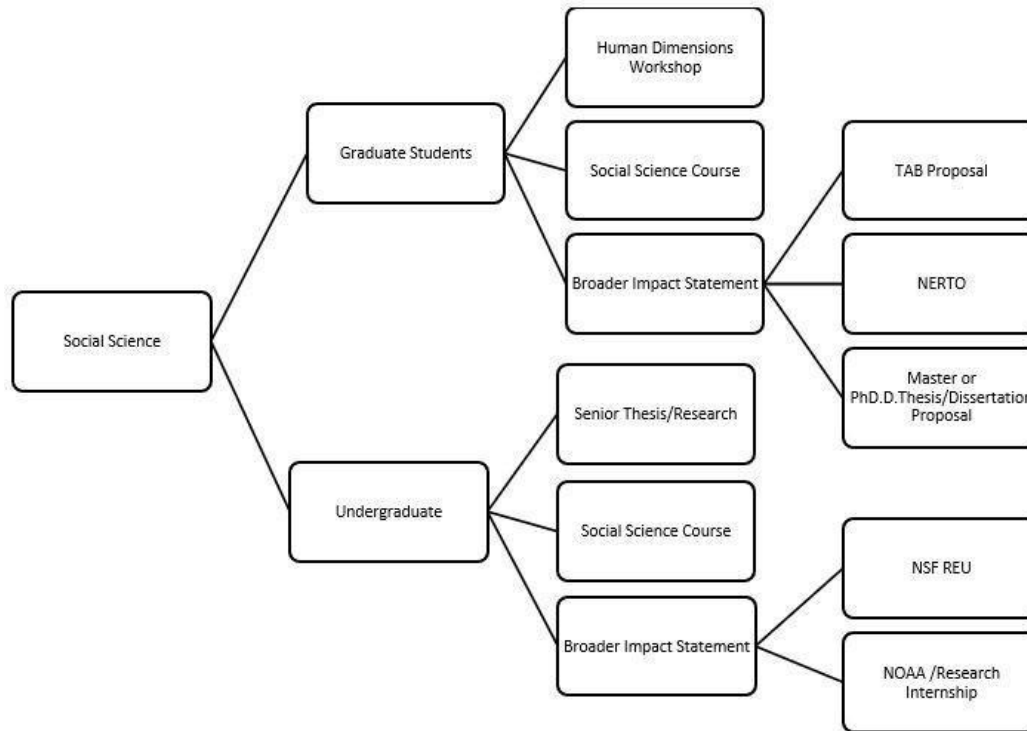 Social Science
Graduate Students
Human Dimensions
Workshop
Social Science Course
Broader Impact Statement
TAB Proposal
NERTO
Master or
PhD.D.Thesis/Dissertation
Proposal
Undergraduate
Senior Thesis/Research
Social Science Course
Broader Impact Statement
NSF REU
NOAA /Research
Internship